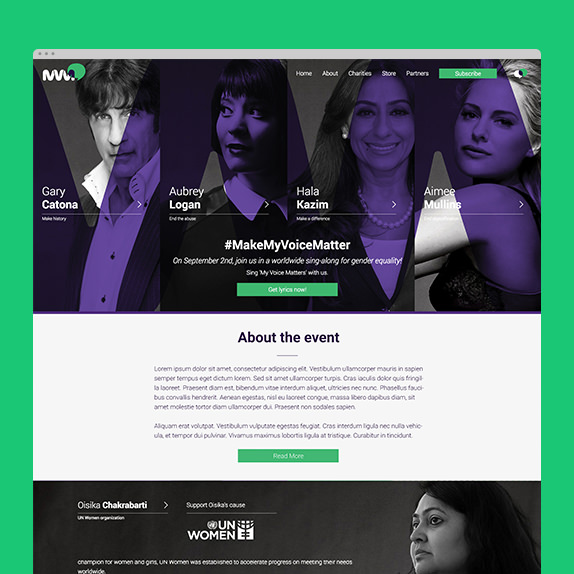 MVM
Home About Charities Store Partners Subscribe
Gary
Catona
Make history
Aubrey
Logan
End the abuse
Hala
Kazim
Make a difference
Aimee
Mullins
#MakeMyVoiceMatter
On September 2nd, join us in a worldwide sing-along for gender equality!
Sing 'My Voice Matters' with us.
Get lyrics now!
About the event
Lorem ipsum dolor sit amet, consectetur adipiscing elit. Vestibulum ullamcorper mauris in sapien
semper tempus eget dictum lorem. Sed sit amet ullamcorper turpis. Cras iaculis dolor quis fringil-
la laoreet. Praesent diam est, bibendum vitae interdum aliquet, ultricies nec nunc. Phasellus fauci-
bus convallis hendrerit. Aenean egestas, nisl eu laoreet congue, massa libero dapibus diam, sit
amet molestie tortor diam ullamcorper dui. Praesent non sodales sapien.
Aliquam erat volutpat. Vestibulum vulputate egestas feugiat. Cras interdum ligula nec nulla vehic-
ula, et tempor dui pulvinar. Vivamus maximus lobortis ligula at tristique. Curabitur in tincidunt.
Read More
Oisika Chakrabarti
UN Women organization
Support Oisika's cause
UN
WOMEN
champion for women and girls, UN Women was established to accelerate progress on meeting their needs
worldwide.